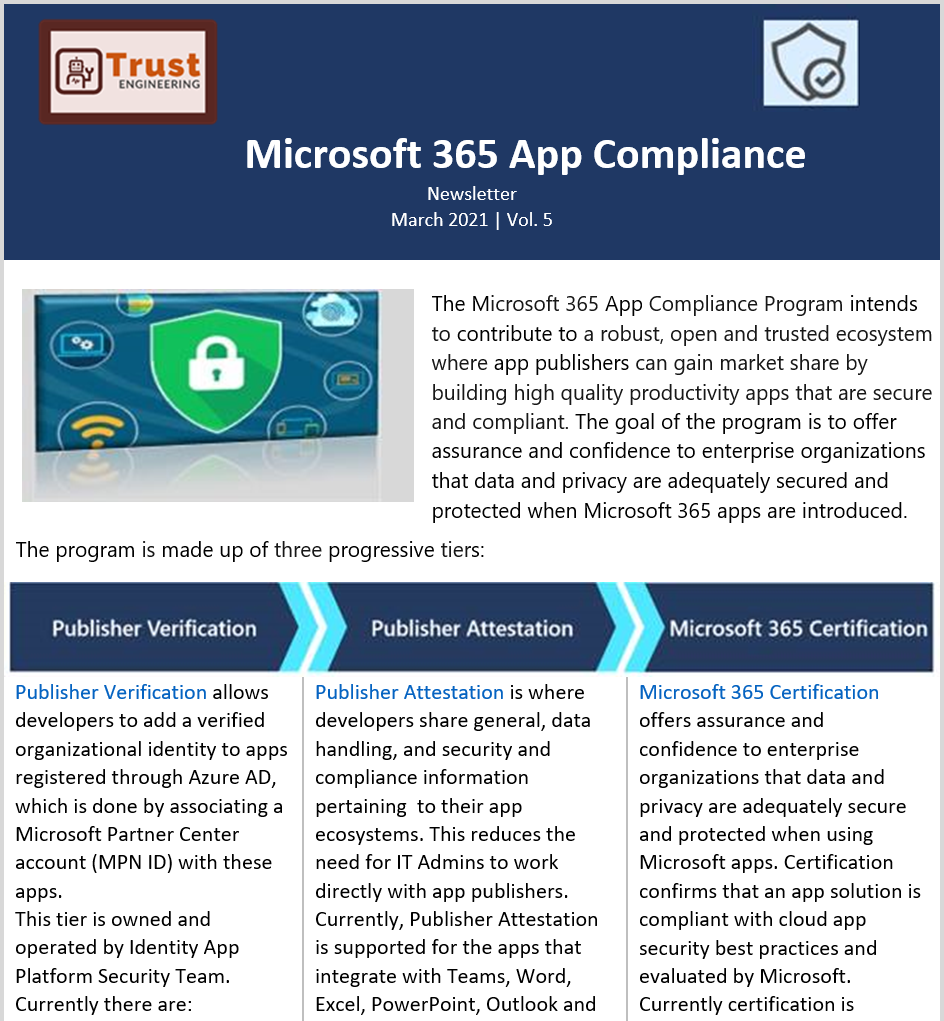 Trust
ENGINEERING
Microsoft 365 App Compliance
Newsletter
March 2021 | Vol. 5
The Microsoft 365 App Compliance Program intends
to contribute to a robust, open and trusted ecosystem
where app publishers can gain market share by
building high quality productivity apps that are secure
and compliant. The goal of the program is to offer
assurance and confidence to enterprise organizations
that data and privacy are adequately secured and
protected when Microsoft 365 apps are introduced.
The program is made up of three progressive tiers:
Publisher Verification
Publisher Attestation
Microsoft 365 Certification
Publisher Verification allows
developers to add a verified
organizational identity to apps
registered through Azure AD,
which is done by associating a
Microsoft Partner Center
account (MPN ID) with these
apps.
This tier is owned and
operated by Identity App
Platform Security Team.
Currently there are:
Publisher Attestation is where
developers share general, data
handling, and security and
compliance information
pertaining  to their app
ecosystems. This reduces the
need for IT Admins to work
directly with app publishers.
Currently, Publisher Attestation
is supported for the apps that
integrate with Teams, Word,
Excel, PowerPoint, Outlook and
Microsoft 365 Certification
offers assurance and
confidence to enterprise
organizations that data and
privacy are adequately secure
and protected when using
Microsoft apps. Certification
confirms that an app solution is
compliant with cloud app
security best practices and
evaluated by Microsoft.
Currently certification is